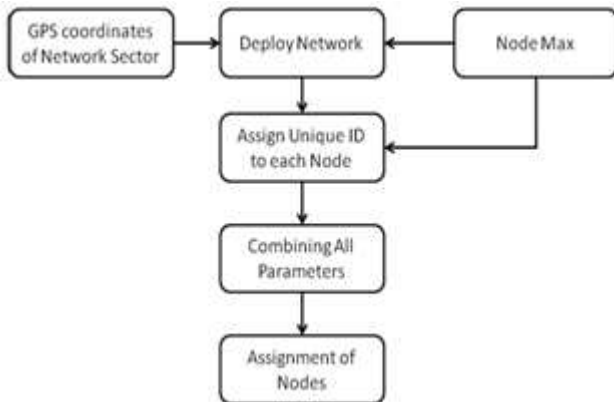 GPS coordinates
of Network Sector
Deploy Network
Node Max
Assign Unique ID
to each Node
Combining All
Parameters
Assignment of
Nodes